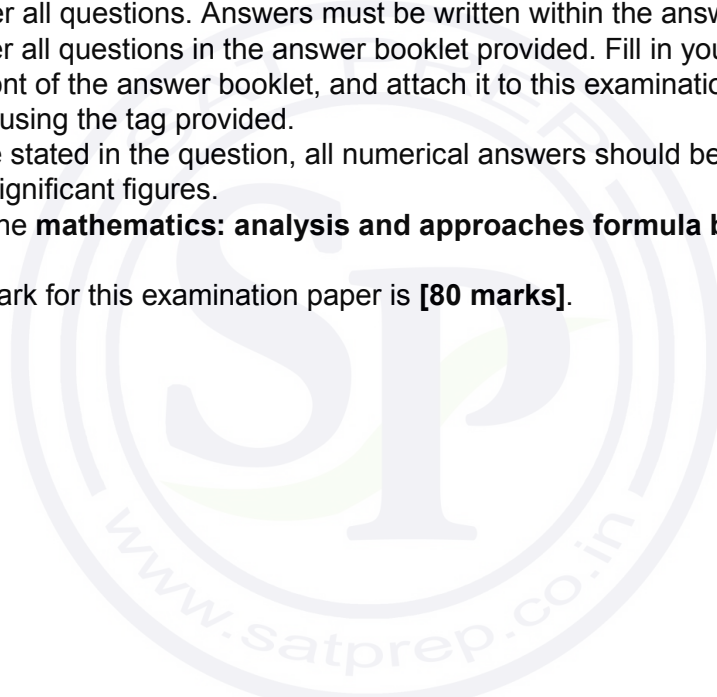 er all questions. Answers must be written within the answ
er all questions in the answer booklet provided. Fill in you
ont of the answer booklet, and attach it to this examinatio
using the tag provided.
e stated in the question, all numerical answers should be
ignificant figures.
he mathematics: analysis and approaches formula b
ark for this examination paper is [80 marks].
SAT PREP
SP
www.satprep.co.in